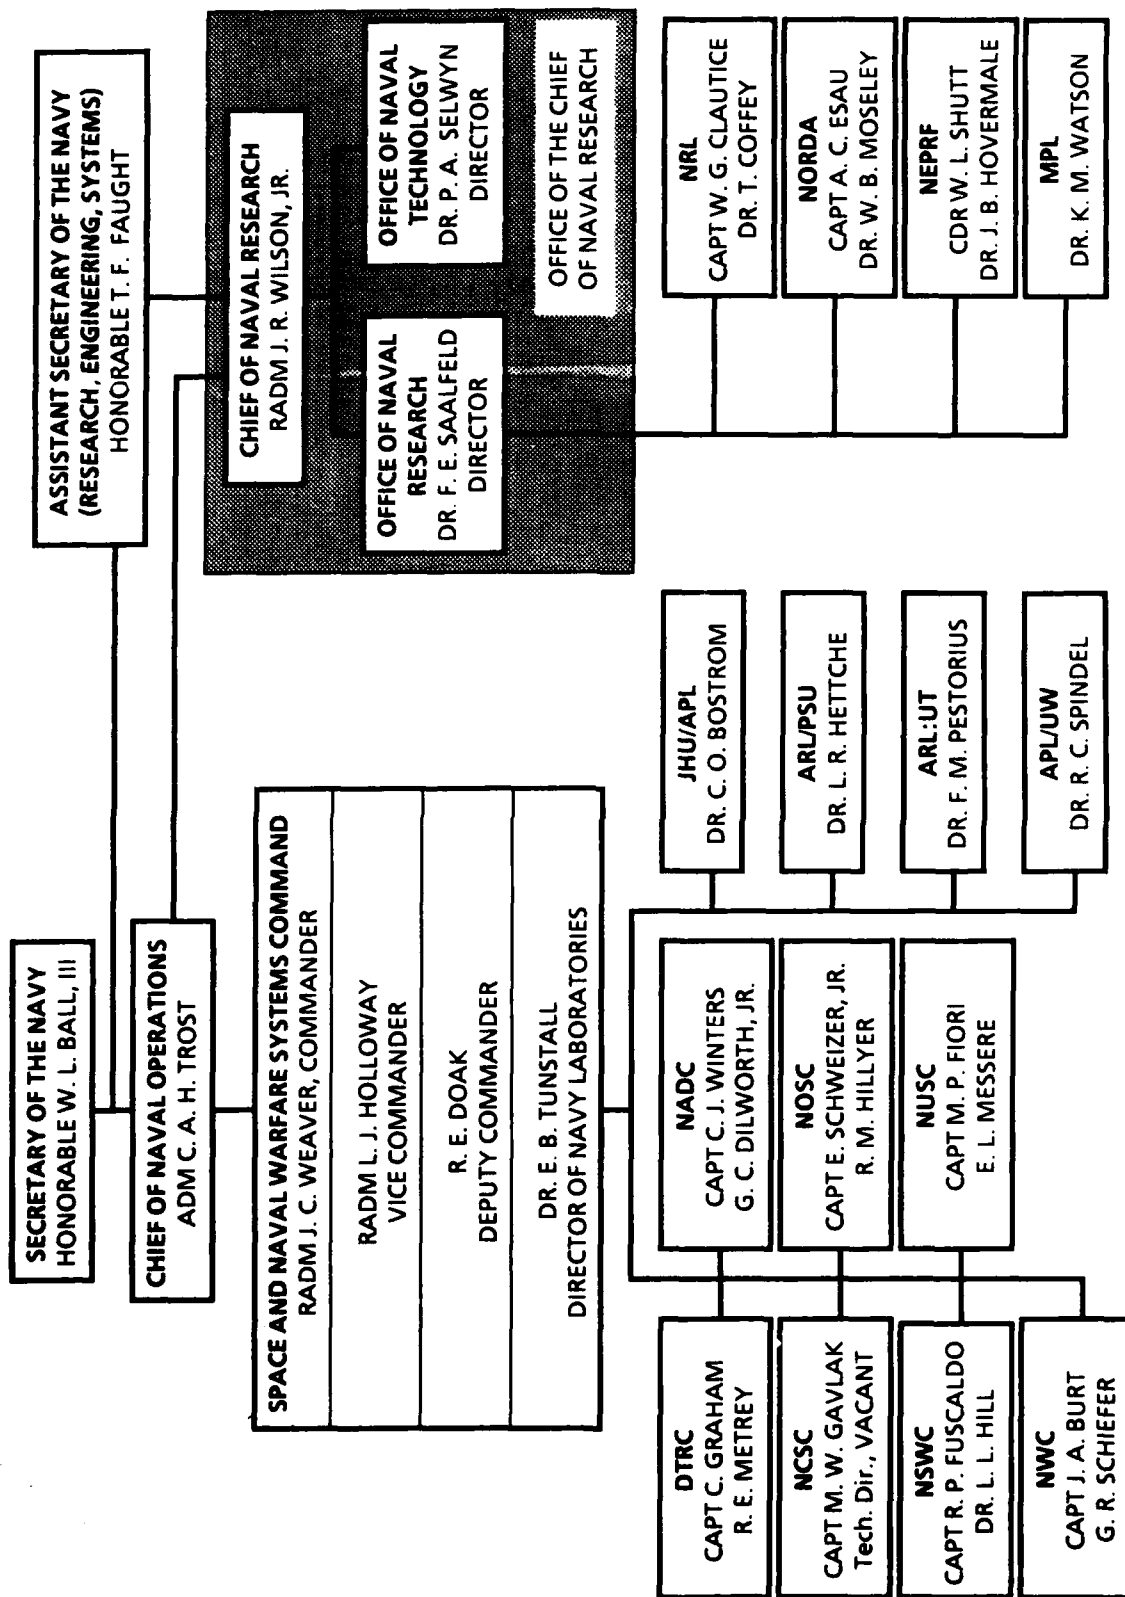 SECRETARY OF THE NAVY
HONORABLE W. L. BALL, III
ASSISTANT SECRETARY OF THE NAVY
(RESEARCH, ENGINEERING, SYSTEMS)
HONORABLE T. F. FAUGHT
CHIEF OF NAVAL OPERATIONS
ADM C. A. H. TROST
CHIEF OF NAVAL RESEARCH
RADM J. R. WILSON, JR.
OFFICE OF NAVAL
RESEARCH
DR. F. E. SAALFELD
DIRECTOR
OFFICE OF NAVAL
TECHNOLOGY
DR. P. A. SELWYN
DIRECTOR
OFFICE OF THE CHIEF
OF NAVAL RESEARCH
SPACE AND NAVAL WARFARE SYSTEMS COMMAND
RADM J. C. WEAVER, COMMANDER
RADM L. J. HOLLOWAY
VICE COMMANDER
R. E. DOAK
DEPUTY COMMANDER
DR. E. B. TUNSTALL
DIRECTOR OF NAVY LABORATORIES
DTRC
CAPT C. GRAHAM
R. E. METREY
NCSC
CAPT M. W. GAVLAK
Tech. Dir., VACANT
NSWC
CAPT R. P. FUSCALDO
DR. L. L. HILL
NWC
CAPT J. A. BURT
G. R. SCHIEFER
NADC
CAPT C. J. WINTERS
G. C. DILWORTH, JR.
NOSC
CAPT E. SCHWEIZER, JR.
R. M. HILLYER
NUSC
CAPT M. P. FIORI
E. L. MESSERE
JHU/APL
DR. C. O. BOSTROM
ARL/PSU
DR. L. R. HETTCHE
ARL:UT
DR. F. M. PESTORIUS
APL/UW
DR. R. C. SPINDEL
NRL
CAPT W. G. CLAUTICE
DR. T. COFFEY
NORDA
CAPT A. C. ESAU
DR. W. B. MOSELEY
NEPRF
CDR W. L. SHUTT
DR. J. B. HOVERMALE
MPL
DR. K. M. WATSON